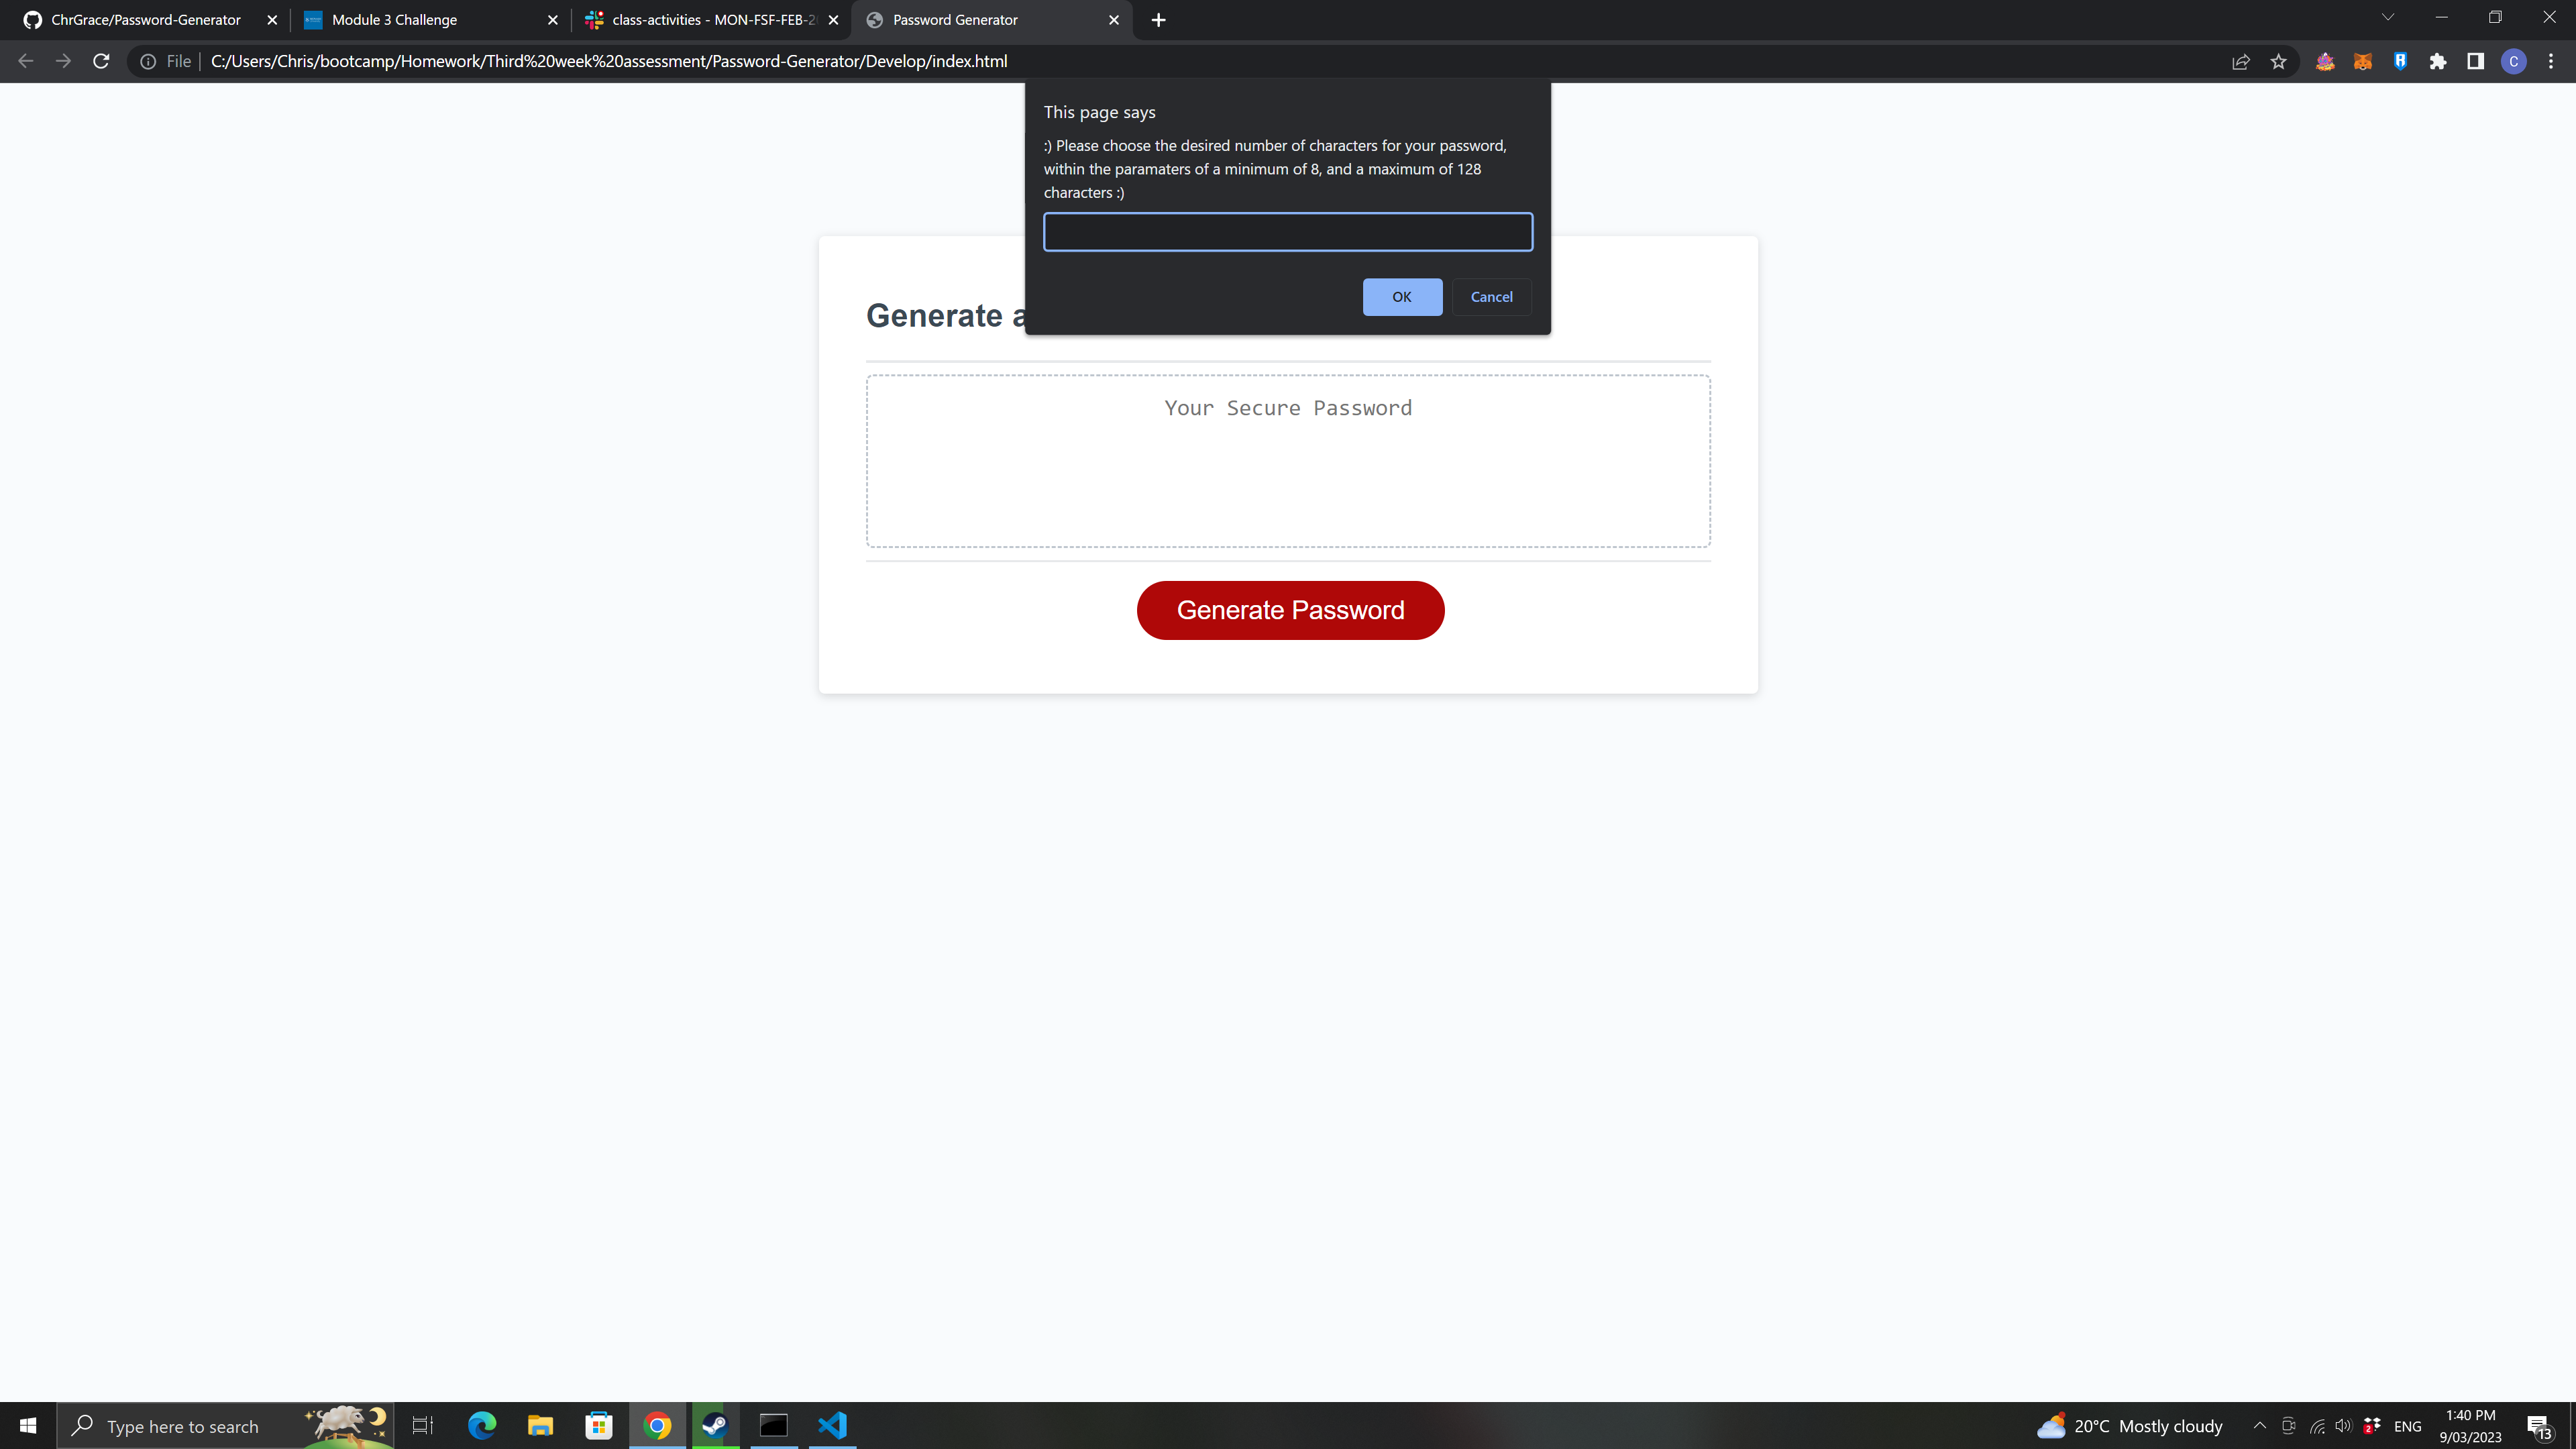 ChrGrace/Password-Generator
Module 3 Challenge
class-activities - MON-FSF-FEB-2
Password Generator
File
C:/Users/Chris/bootcamp/Homework/Third%20week%20assessment/Password-Generator/Develop/index.html
C
This page says
:) Please choose the desired number of characters for your password,
within the paramaters of a minimum of 8, and a maximum of 128
characters :)
OK
Cancel
Generate a
Your Secure Password
Generate Password
Type here to search
20°C Mostly cloudy
2
ENG
1:40 PM
9/03/2023
13